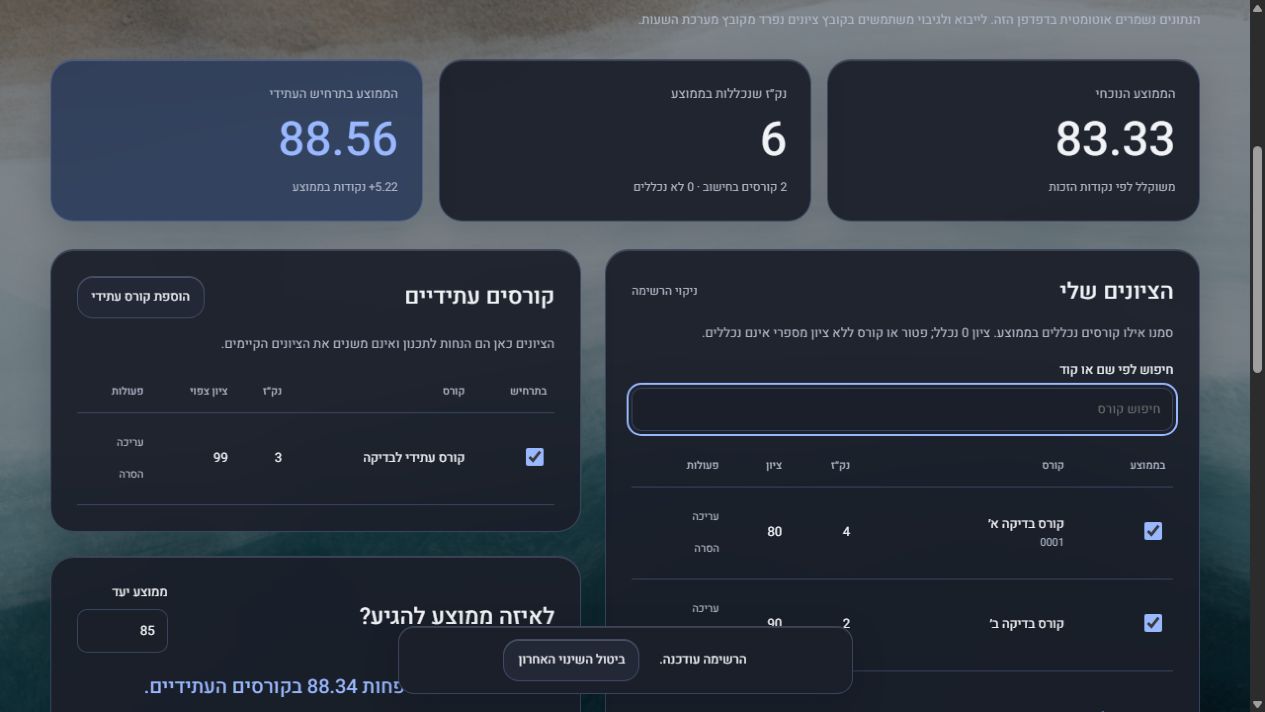 הנתונים נשמרים אוטומטית בדפדפן הזה. לייבוא ולגיבוי משתמשים בקובץ ציונים נפרד מקובץ מערכת השעות.
הממוצע הנוכחי
83.33
משוקלל לפי נקודות הזכות
נק״ז שנכללות בממוצע
6
2 קורסים בחישוב · 0 לא נכללים
הממוצע בתרחיש העתידי
88.56
+5.22 נקודות בממוצע
הציונים שלי
ניקוי הרשימה
סמנו אילו קורסים נכללים בממוצע. ציון 0 נכלל; פטור או קורס ללא ציון מספרי אינם נכללים.
חיפוש לפי שם או קוד
חיפוש קורס
בממוצע קורס נק״ז ציון פעולות
קורס בדיקה א׳ 4 80 עריכה
0001 הסרה
קורס בדיקה ב׳ 2 90 עריכה
קורסים עתידיים
הוספת קורס עתידי
הציונים כאן הם הנחות לתכנון ואינם משנים את הציונים הקיימים.
בתרחיש קורס נק״ז ציון צפוי פעולות
קורס עתידי לבדיקה 3 99 עריכה
הסרה
לאיזה ממוצע להגיע?
ממוצע יעד
85
פחות 88.34 בקורסים העתידיים.
הרשימה עודכנה.
ביטול השינוי האחרון